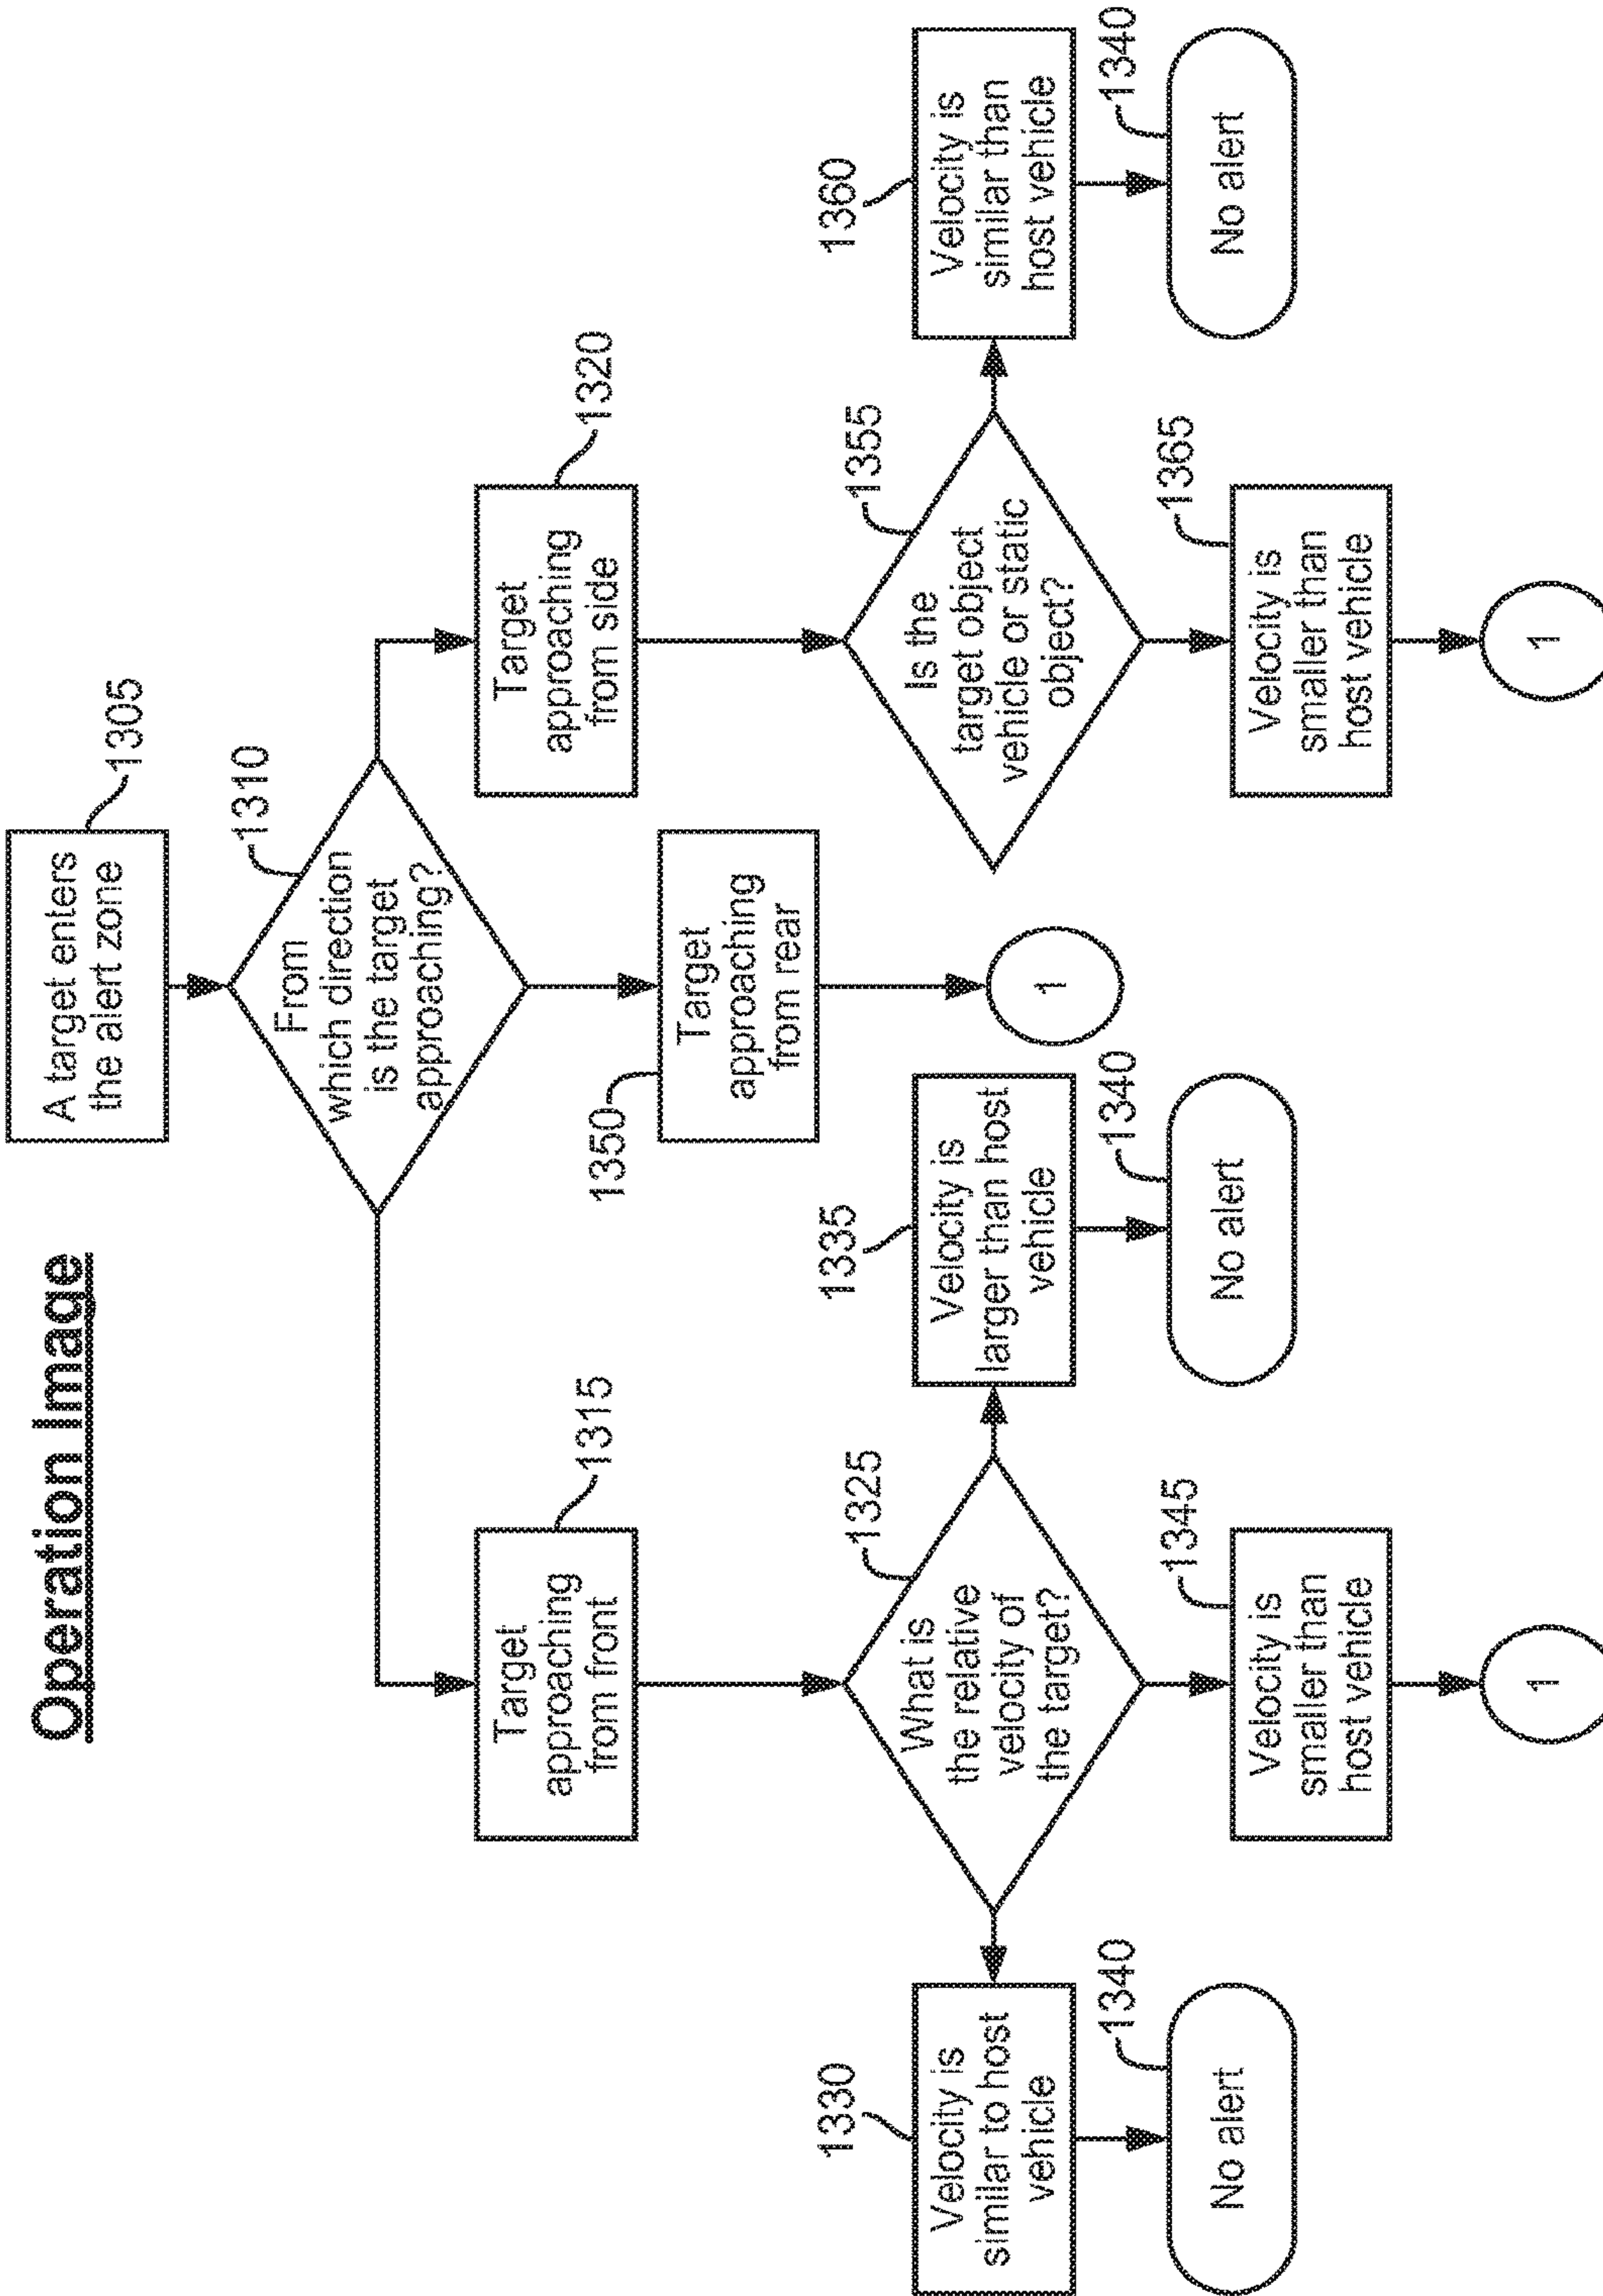 Operation image
A target enters
the alert zone
1305
From
which direction
is the target
approaching?
1310
Target
approaching
from front
1315
Target
approaching
from rear
1350
Target
approaching
from side
1320
1
What is
the relative
velocity of
the target?
1325
Velocity is
similar to host
vehicle
1330
No alert
1340
Velocity is
larger than host
vehicle
1335
No alert
1340
Velocity is
smaller than
host vehicle
1345
1
Is the
target object
vehicle or static
object?
1355
Velocity is
similar than
host vehicle
1360
No alert
1340
Velocity is
smaller than
host vehicle
1365
1